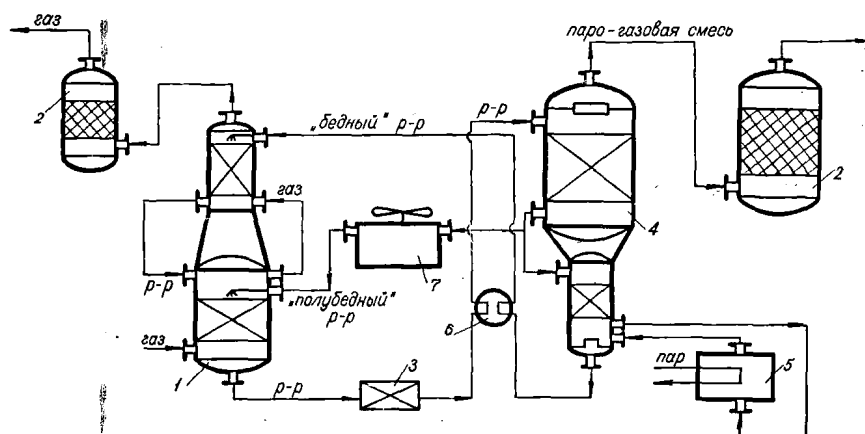 газ
паро-газовая смесь
2
„бедный" р-р
р-р
газ
4
2
7
р-р
„полубедный"
р-р
6
газ
1
р-р
3
пар
5